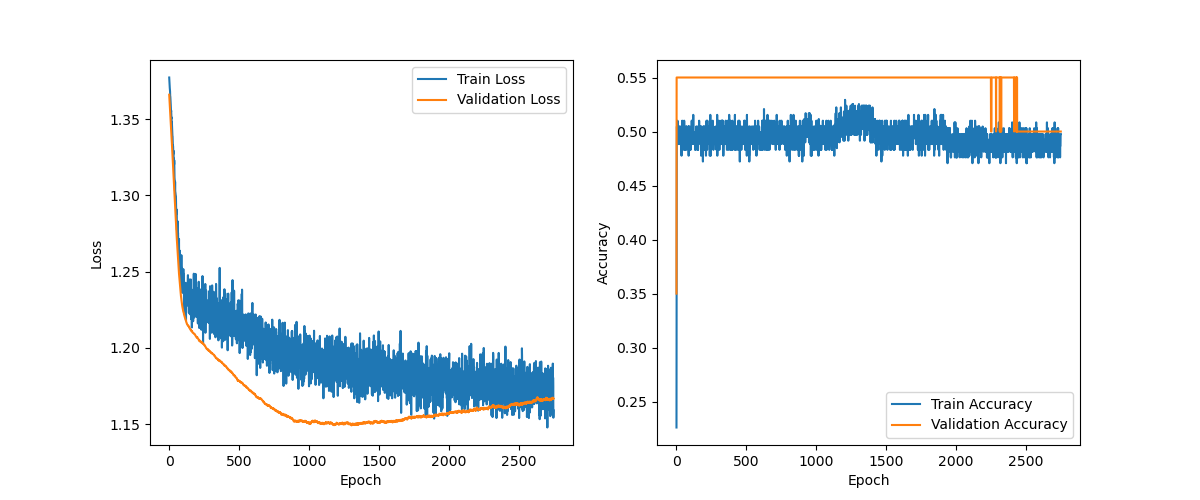 Train Loss
Validation Loss
1.35
1.30
1.25
1.20
1.15
Loss
0 500 1000 1500 2000 2500
Epoch
0.55
0.50
0.45
0.40
0.35
0.30
0.25
Accuracy
Train Accuracy
Validation Accuracy
0 500 1000 1500 2000 2500
Epoch